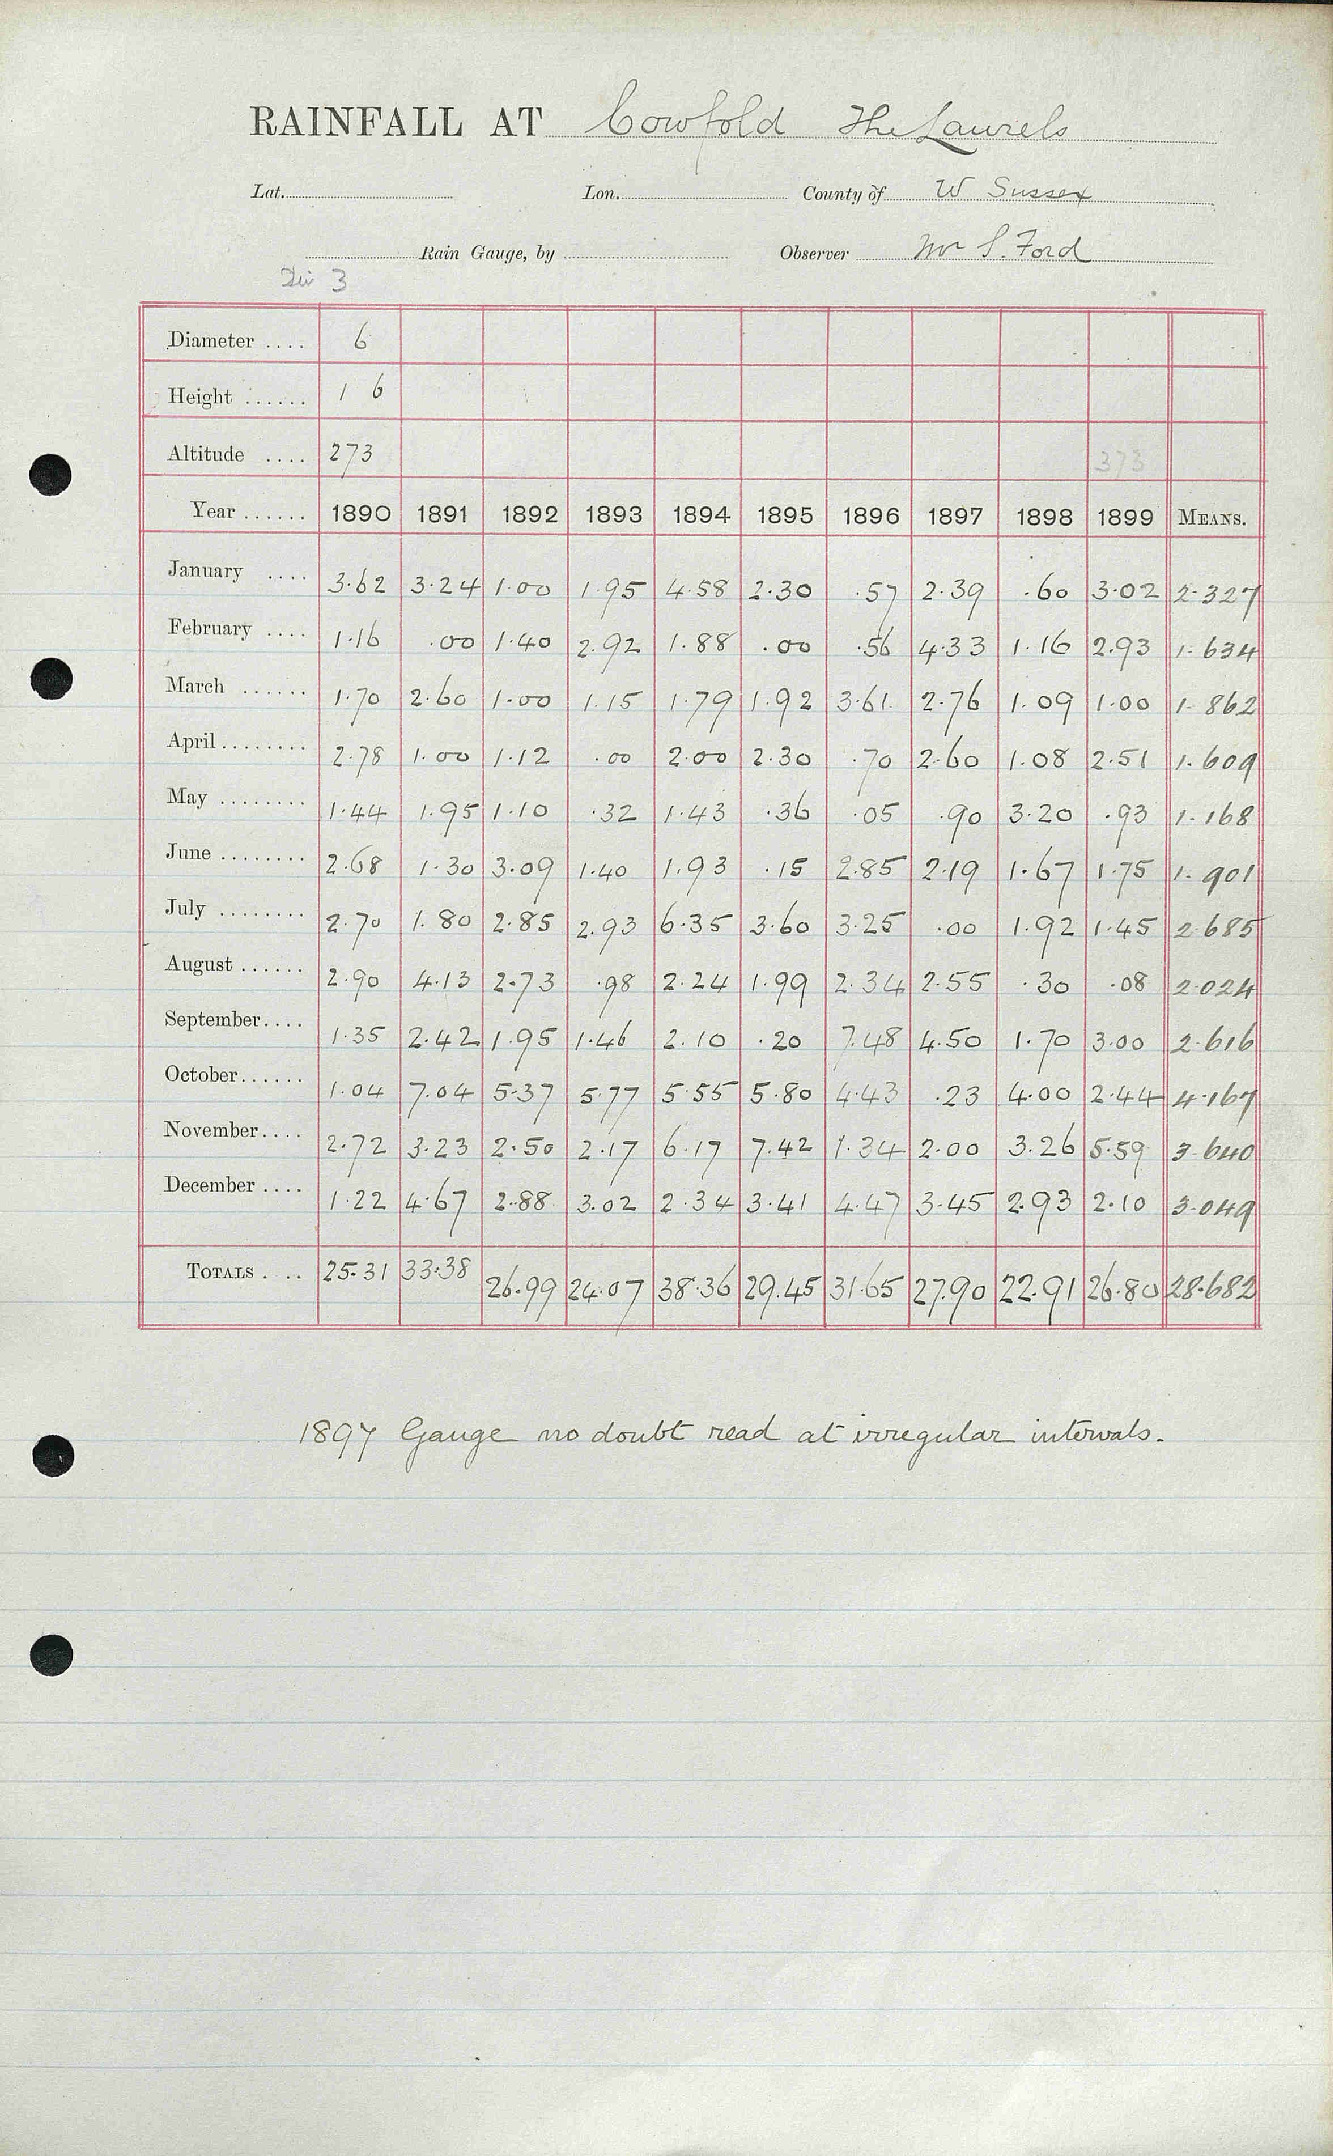 RAINFALL AT Cowfold The Laurels
Lat. Lon. County of W Sussex
Rain Gauge, by Observer Mr S. Ford
Div 3
Diameter .... 6
Height ...... 1 6
Altitude .... 273 373
Year ...... 1890 1891 1892 1893 1894 1895 1896 1897 1898 1899 MEANS.
January .... 3.62 3.24 1.00 1.95 4.58 2.30 .57 2.39 .60 3.02 2.327
February .... 1.16 .00 1.40 2.92 1.88 .00 .56 4.33 1.16 2.93 1.634
March ...... 1.70 2.60 1.00 1.15 1.79 1.92 3.61 2.76 1.09 1.00 1.862
April ........ 2.78 1.00 1.12 .00 2.00 2.30 .70 2.60 1.08 2.51 1.609
May ........ 1.44 1.95 1.10 .32 1.43 .36 .05 .90 3.20 .93 1.168
June ........ 2.68 1.30 3.09 1.40 1.93 .15 2.85 2.19 1.67 1.75 1.901
July ........ 2.70 1.80 2.85 2.93 6.35 3.60 3.25 .00 1.92 1.45 2.685
August ...... 2.90 4.13 2.73 .98 2.24 1.99 2.34 2.55 .30 .08 2.024
September.... 1.35 2.42 1.95 1.46 2.10 .20 7.48 4.50 1.70 3.00 2.616
October...... 1.04 7.04 5.37 5.77 5.55 5.80 4.43 .23 4.00 2.44 4.167
November.... 2.72 3.23 2.50 2.17 6.17 7.42 1.34 2.00 3.26 5.59 3.640
December .... 1.22 4.67 2.88 3.02 2.34 3.41 4.47 3.45 2.93 2.10 3.049
TOTALS .... 25.31 33.38 26.99 24.07 38.36 29.45 31.65 27.90 22.91 26.80 28.682
1897 Gauge no doubt read at irregular intervals.